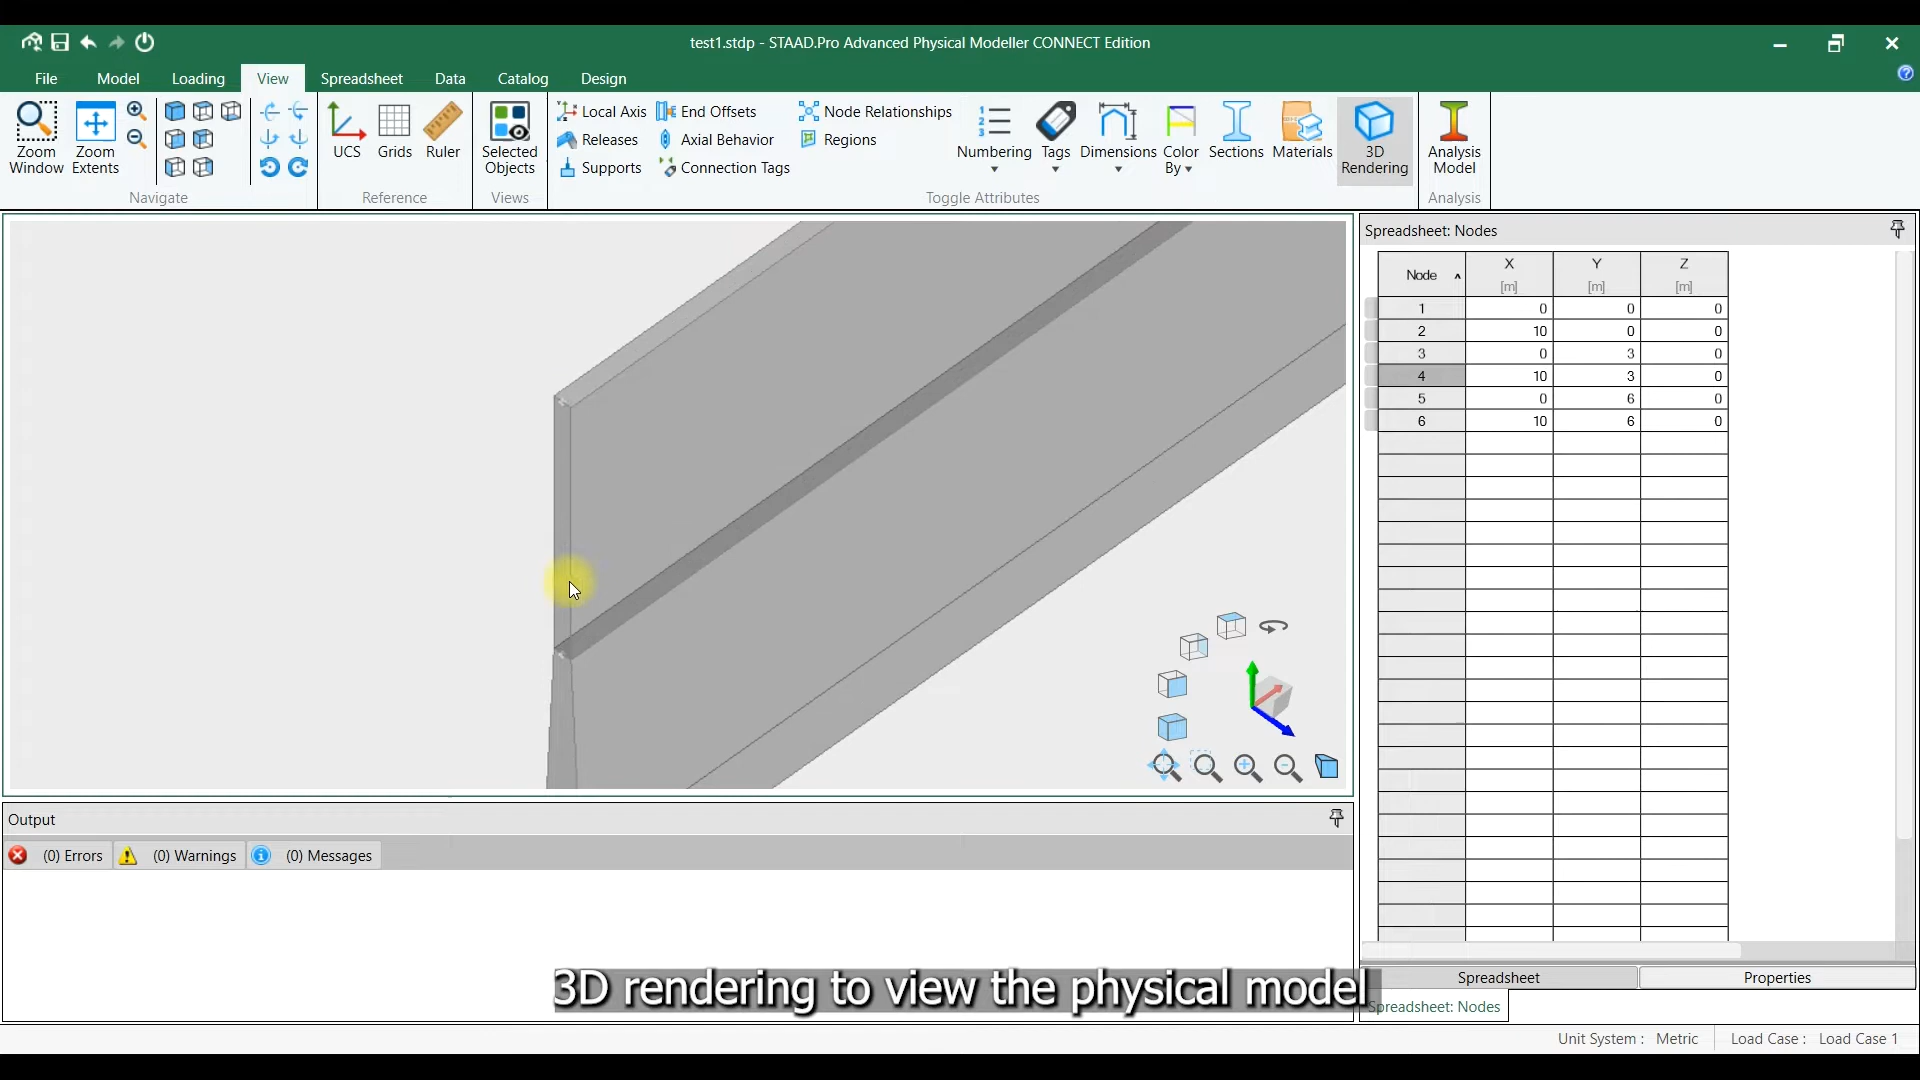 test1.stdp - STAAD.Pro Advanced Physical Modeller CONNECT Edition
File Model Loading View Spreadsheet Data Catalog Design
Zoom Window
Zoom Extents
Navigate
UCS Grids Ruler
Reference
Selected Objects
Views
Local Axis
Releases
Supports
End Offsets
Axial Behavior
Connection Tags
Node Relationships
Regions
Numbering
Tags
Dimensions
Color By
Sections
Materials
3D Rendering
Toggle Attributes
Analysis Model
Analysis
Spreadsheet: Nodes
Node X Y Z
[m] [m] [m]
1 0 0 0
2 10 0 0
3 0 3 0
4 10 3 0
5 0 6 0
6 10 6 0
Output
(0) Errors (0) Warnings (0) Messages
3D rendering to view the physical model
Spreadsheet Properties
Spreadsheet: Nodes
Unit System : Metric Load Case : Load Case 1